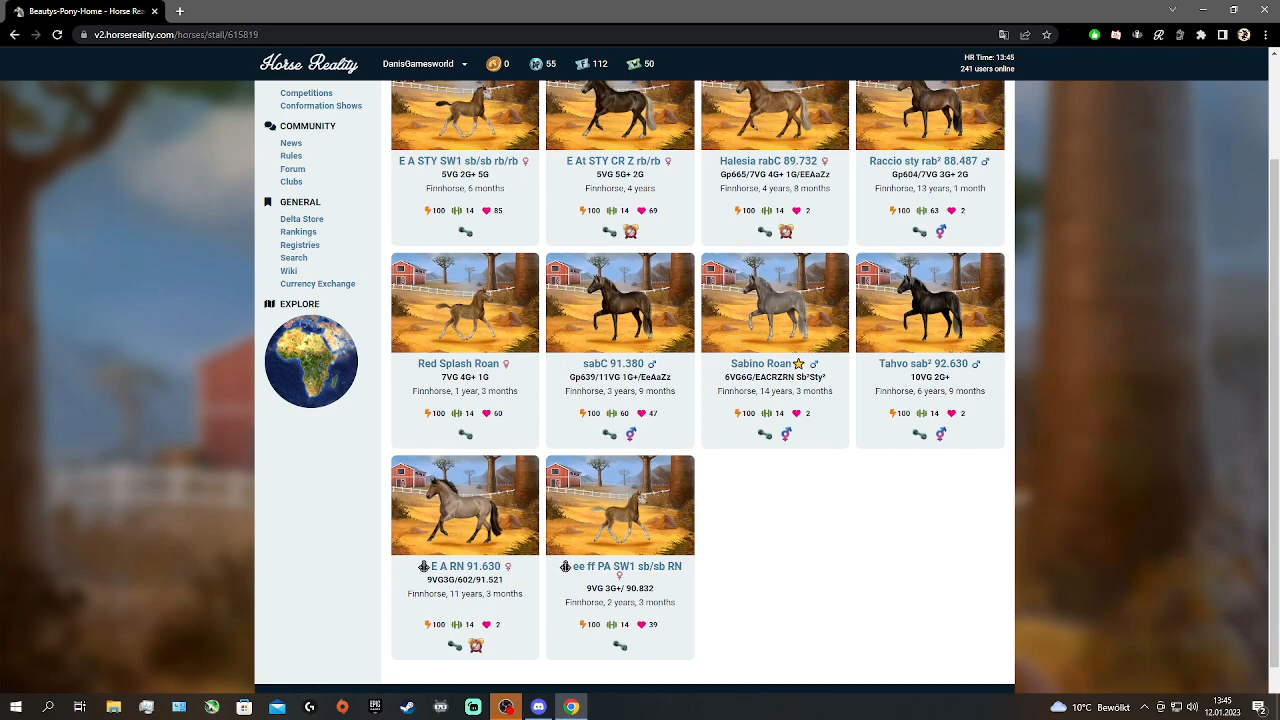 Beauty-Pony-Home - Horse Rea
v2.horsereality.com/horses/stall/615819
Horse Reality
DanisGamesworld
0
55
112
50
HR Time: 13:45
241 users online
Competitions
Conformation Shows
COMMUNITY
News
Rules
Forum
Clubs
GENERAL
Delta Store
Rankings
Registries
Search
Wiki
Currency Exchange
EXPLORE
E A STY SW1 sb/sb rb/rb ♀
5VG 2G+ 5G
Finnhorse, 6 months
100 14 85
E At STY CR Z rb/rb ♀
5VG 5G+ 2G
Finnhorse, 4 years
100 14 69
Halesia rabC 89.732 ♀
Gp665/7VG 4G+ 1G/EEAaZz
Finnhorse, 4 years, 8 months
100 14 2
Raccio sty rab² 88.487 ♂
Gp604/7VG 3G+ 2G
Finnhorse, 13 years, 1 month
100 63 2
Red Splash Roan ♀
7VG 4G+ 1G
Finnhorse, 1 year, 3 months
100 14 60
sabC 91.380 ♂
Gp639/11VG 1G+/EeAaZz
Finnhorse, 3 years, 9 months
100 60 47
Sabino Roan⭐ ♂
6VG6G/EACRZRN Sb²Sty²
Finnhorse, 14 years, 3 months
100 14 2
Tahvo sab² 92.630 ♂
10VG 2G+
Finnhorse, 6 years, 9 months
100 14 2
E A RN 91.630 ♀
9VG3G/602/91.521
Finnhorse, 11 years, 3 months
100 14 2
ee ff PA SW1 sb/sb RN
♀
9VG 3G+/ 90.832
Finnhorse, 2 years, 3 months
100 14 39
10°C Bewölkt
13:45
12.01.2023